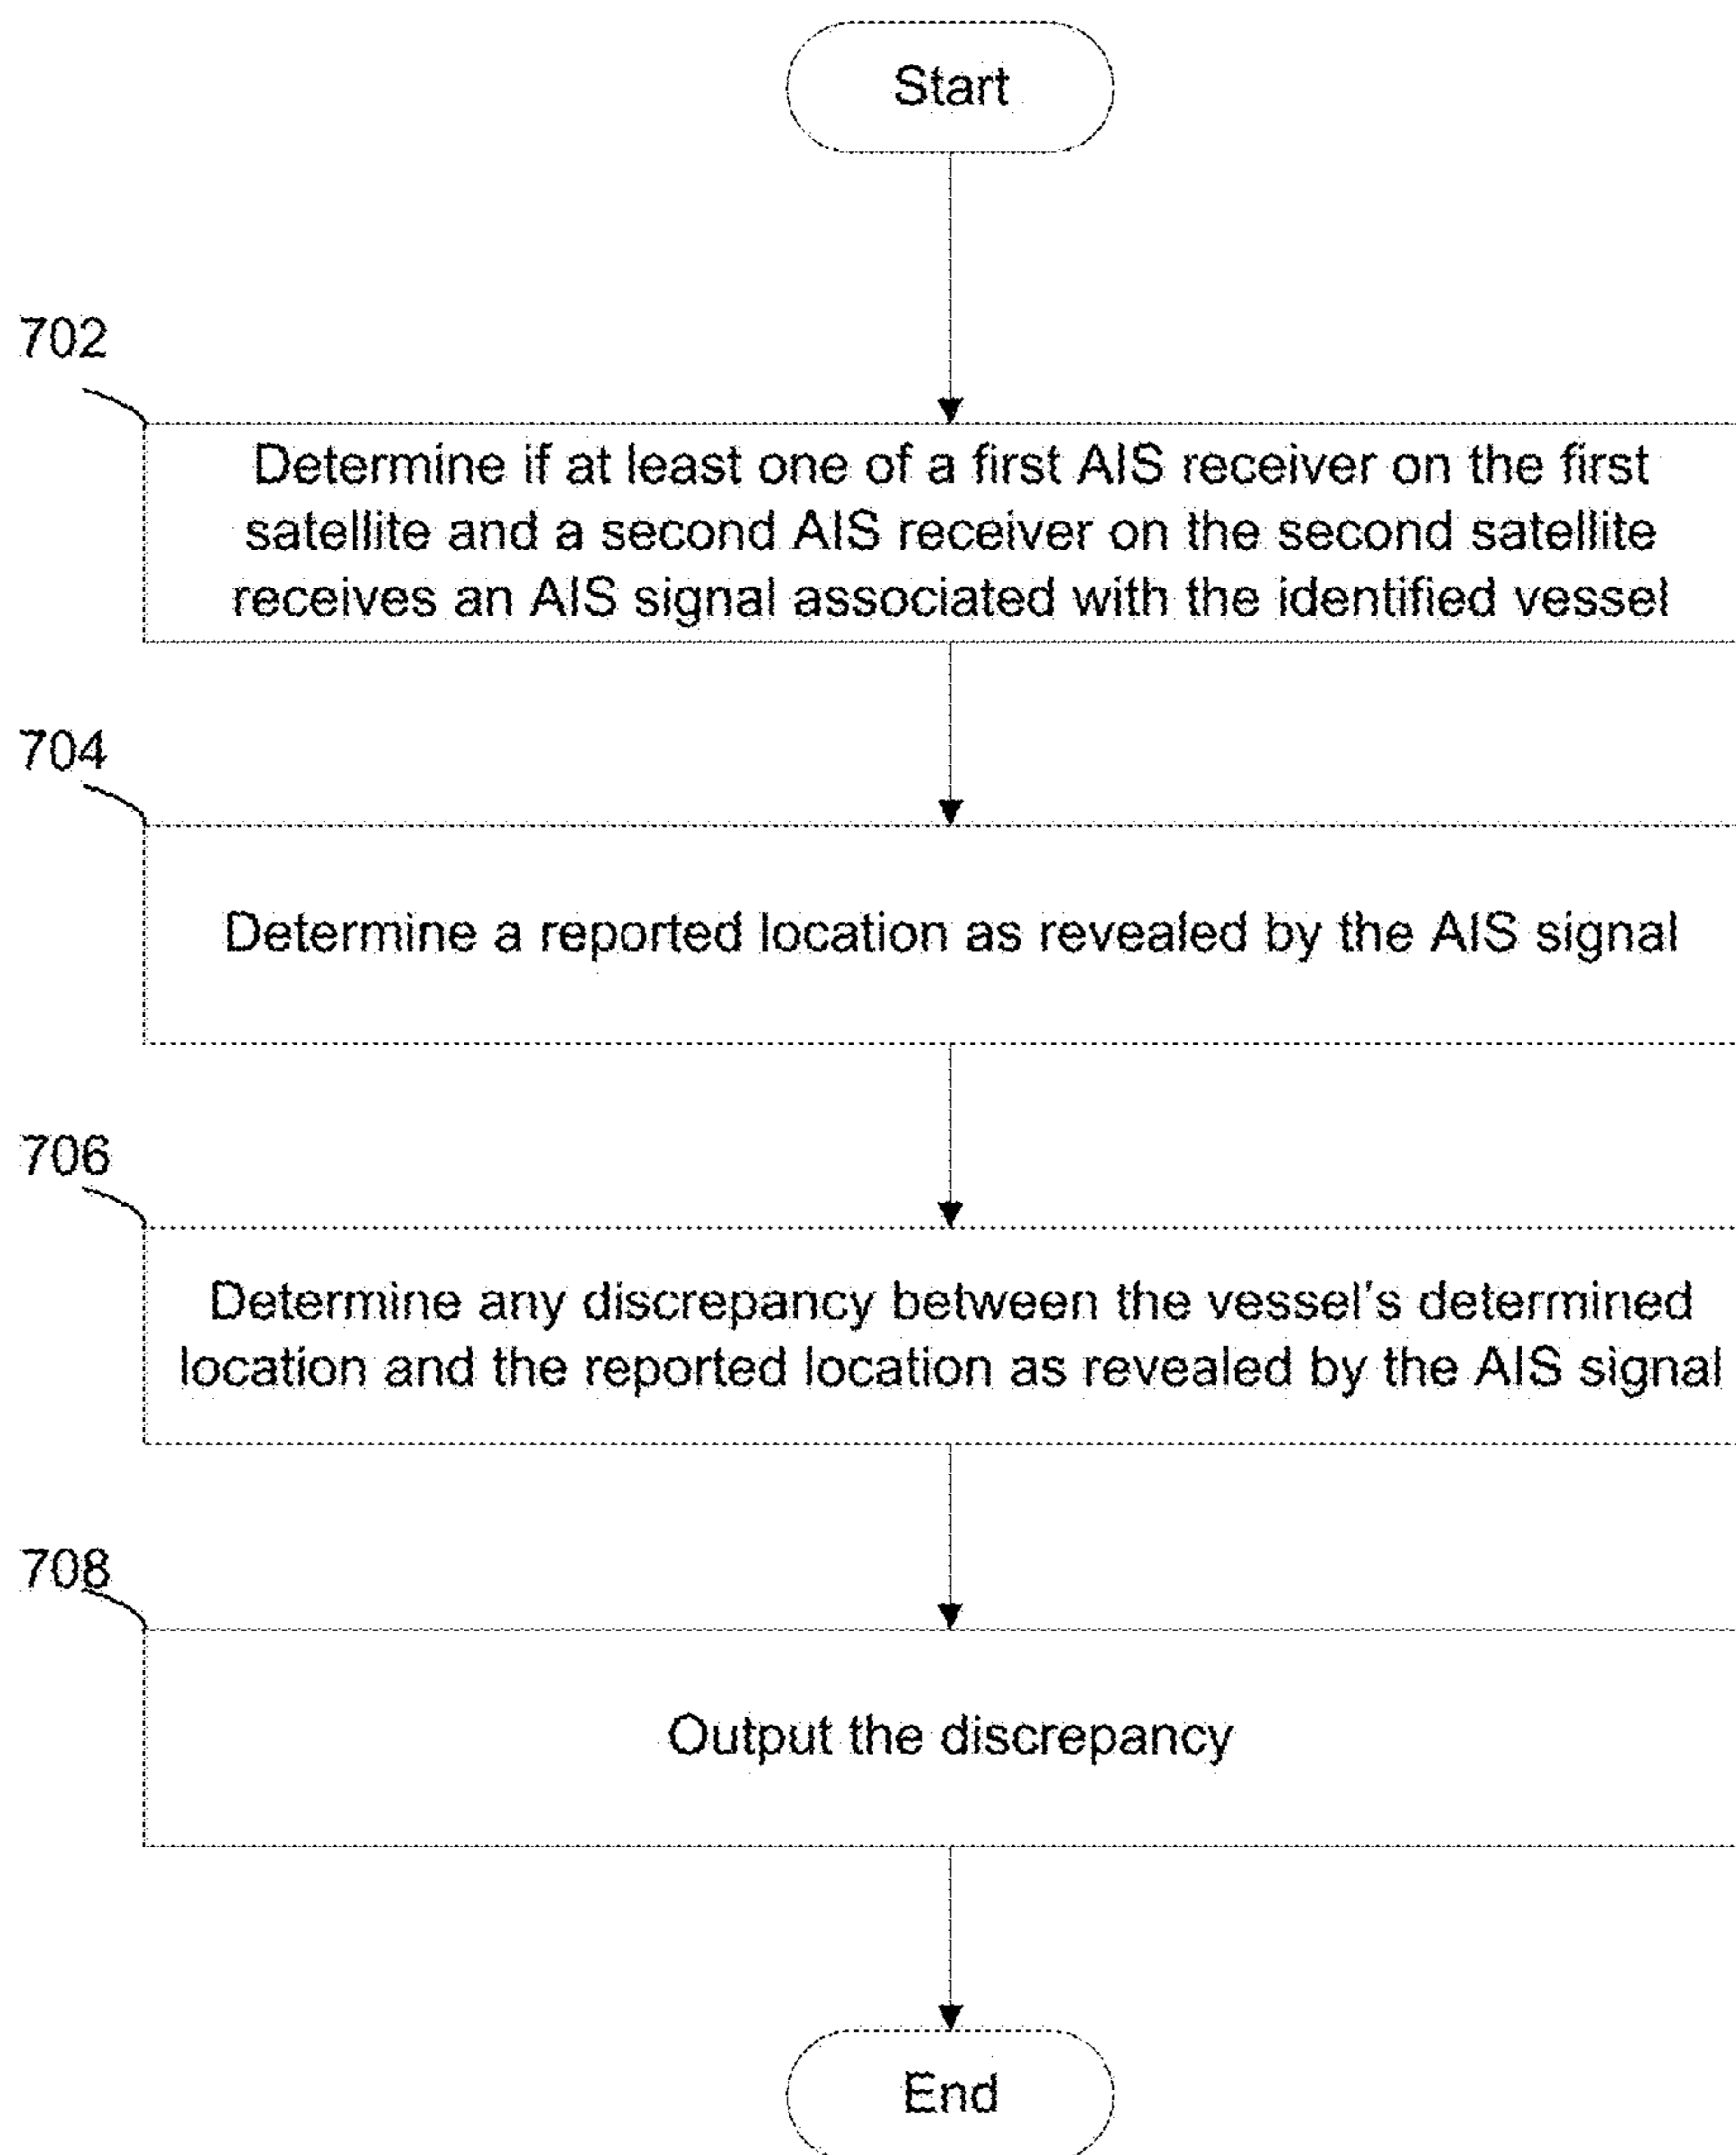 Start
702
Determine if at least one of a first AIS receiver on the first
satellite and a second AIS receiver on the second satellite
receives an AIS signal associated with the identified vessel
704
Determine a reported location as revealed by the AIS signal
706
Determine any discrepancy between the vessel's determined
location and the reported location as revealed by the AIS signal
708
Output the discrepancy
End